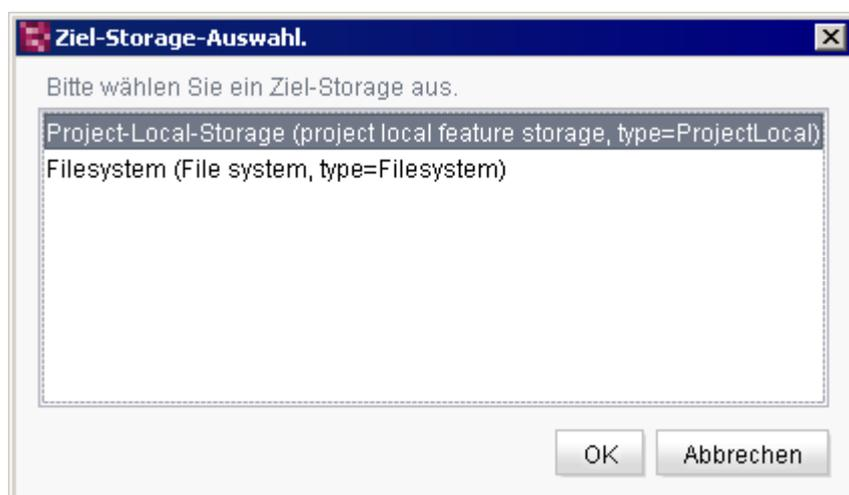 Ziel-Storage-Auswahl.
Bitte wählen Sie ein Ziel-Storage aus.
Project-Local-Storage (project local feature storage, type=ProjectLocal)
Filesystem (File system, type=Filesystem)
OK Abbrechen